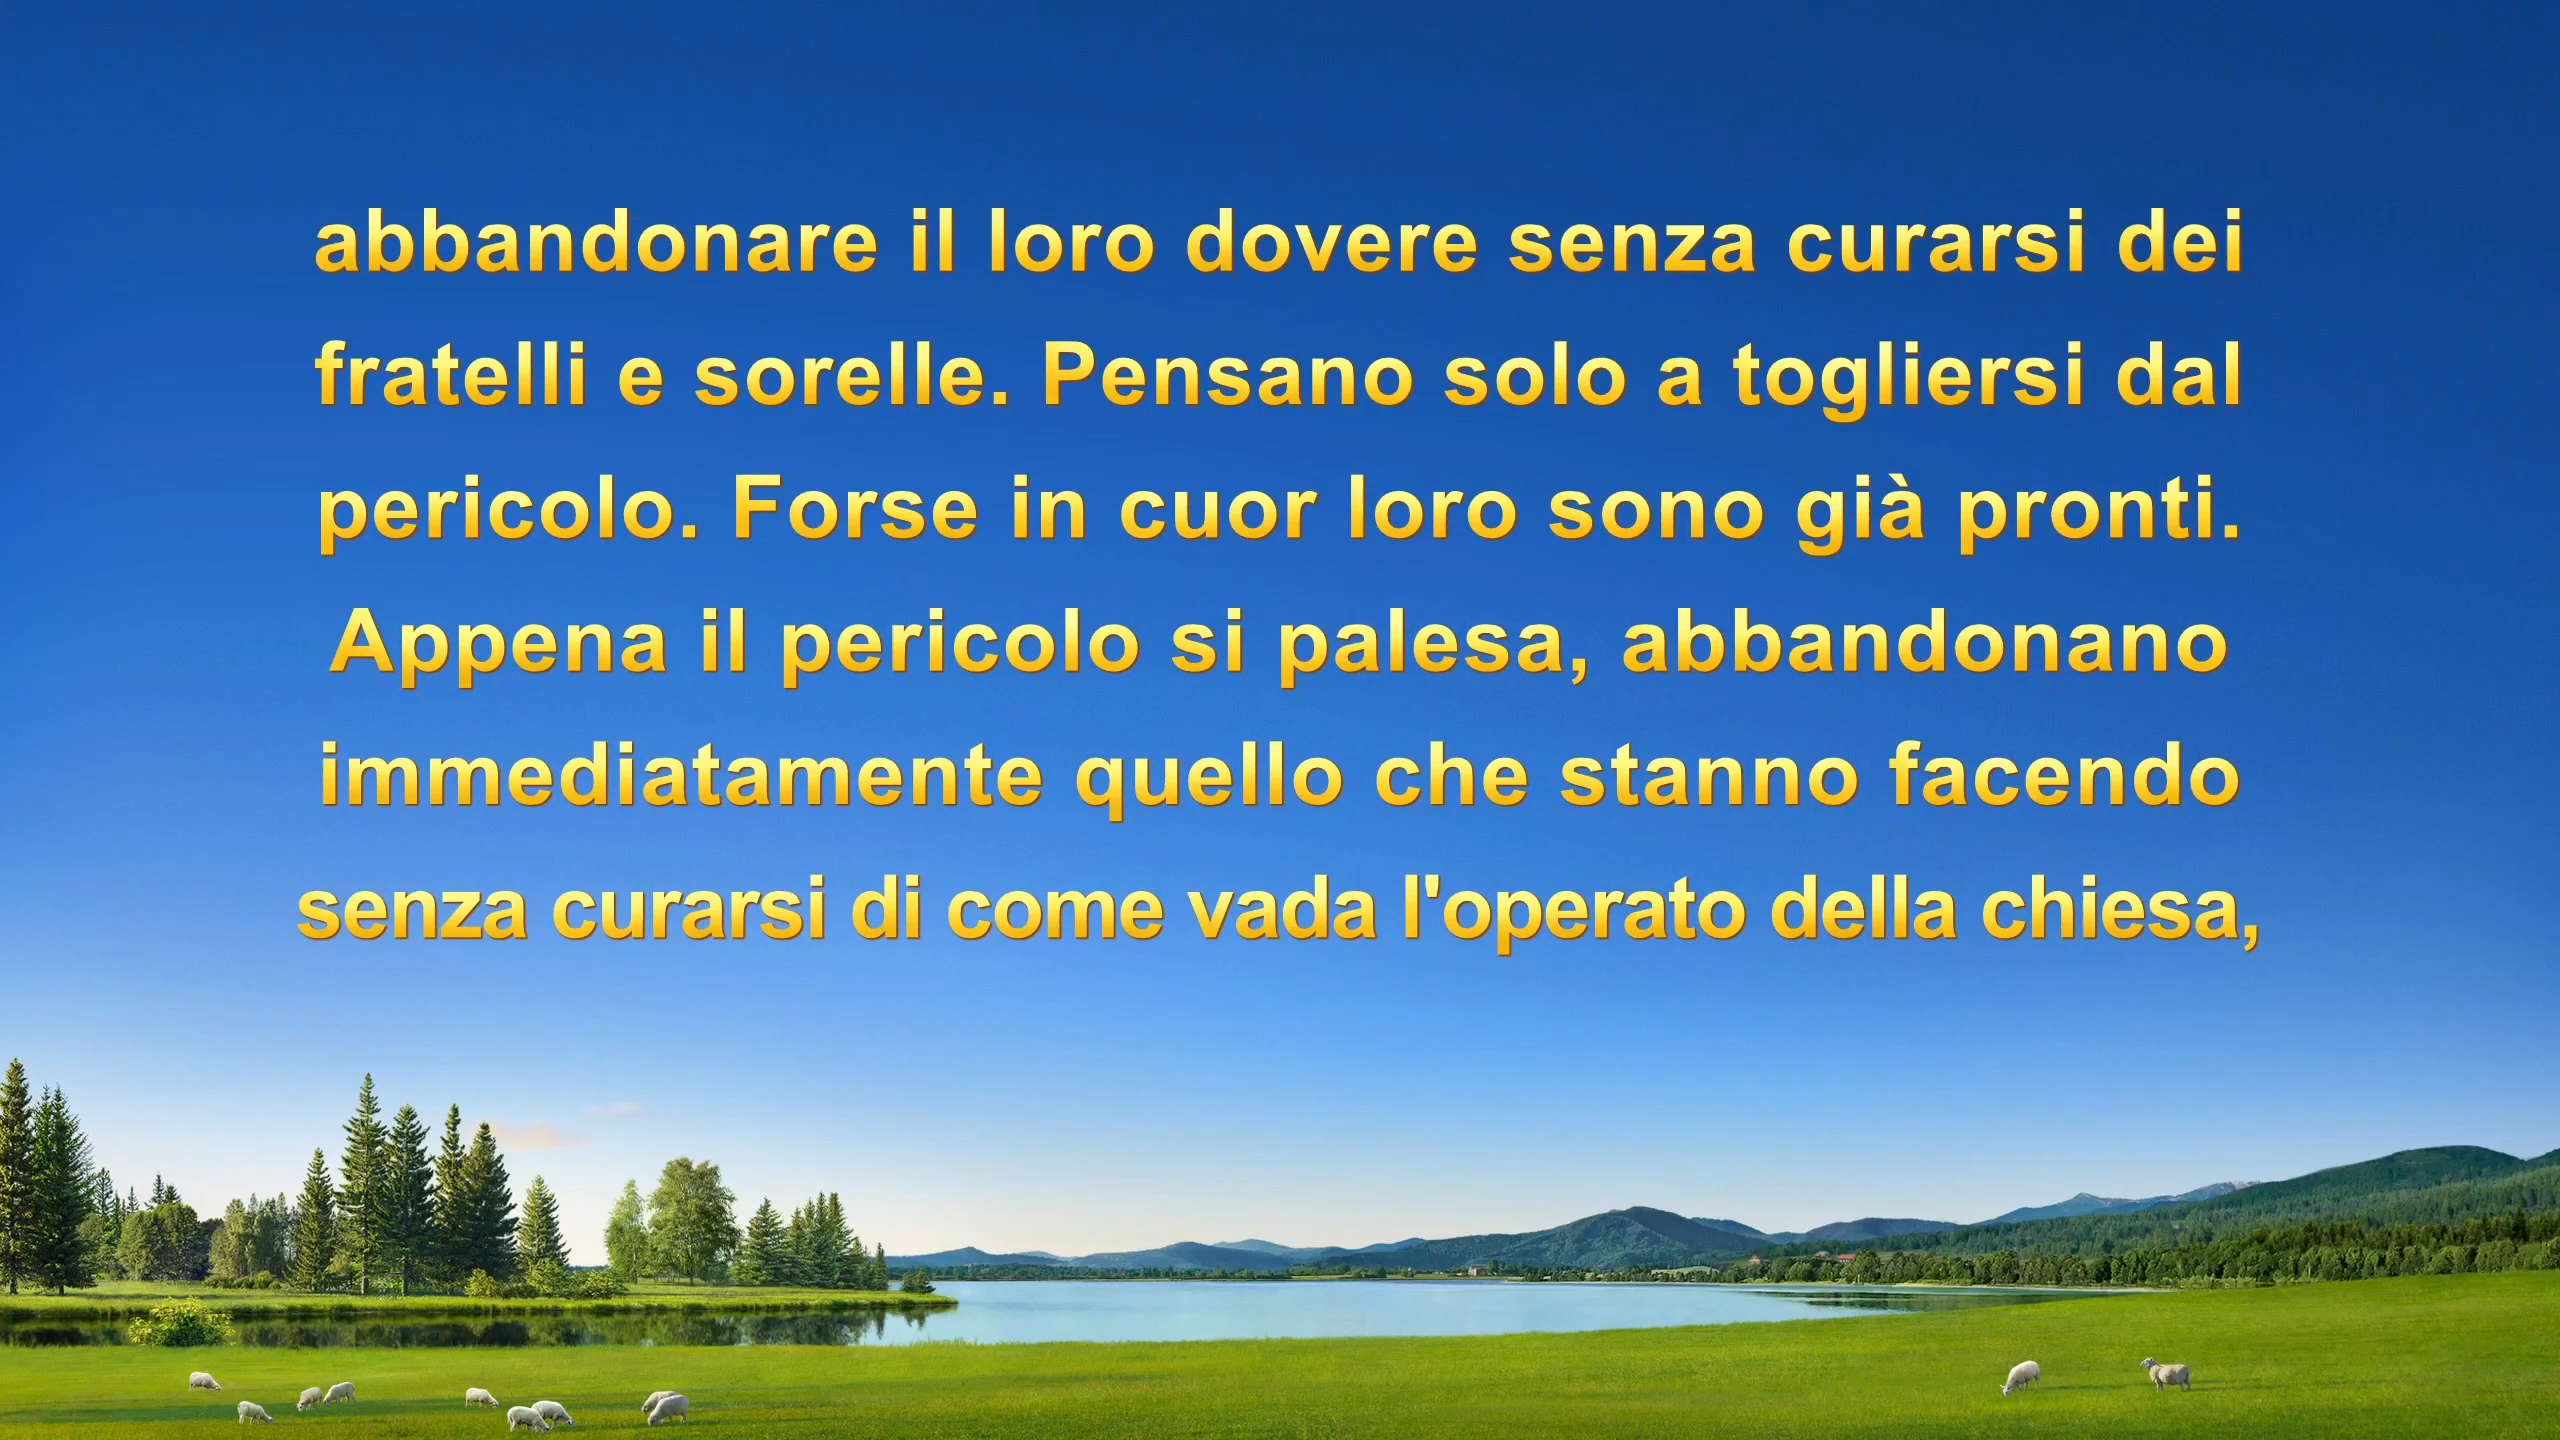 abbandonare il loro dovere senza curarsi dei
fratelli e sorelle. Pensano solo a togliersi dal
pericolo. Forse in cuor loro sono già pronti.
Appena il pericolo si palesa, abbandonano
immediatamente quello che stanno facendo
senza curarsi di come vada l'operato della chiesa,